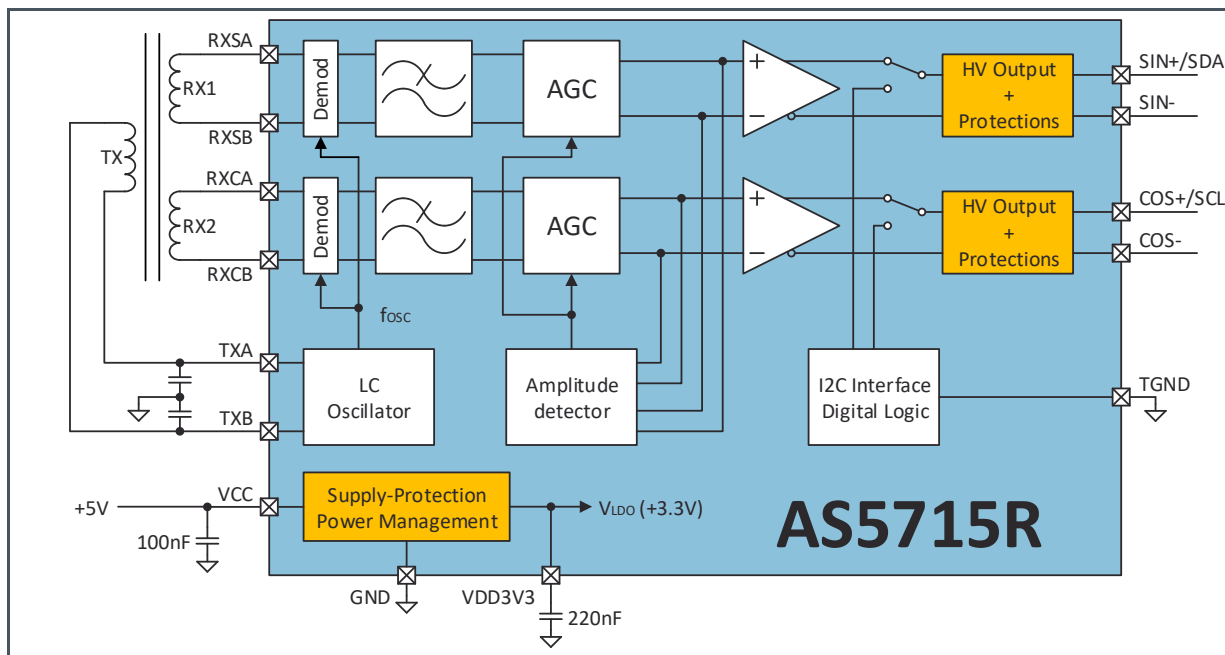 RXSA
RX1
RXSB
Demod
AGC
+
−
HV Output
+
Protections
SIN+/SDA
SIN-
TX
RXCA
RX2
RXCB
Demod
AGC
+
−
HV Output
+
Protections
COS+/SCL
COS-
fosc
TXA
TXB
LC
Oscillator
Amplitude
detector
I2C Interface
Digital Logic
TGND
+5V
VCC
100nF
Supply-Protection
Power Management
VLDO (+3.3V)
AS5715R
GND
VDD3V3
220nF